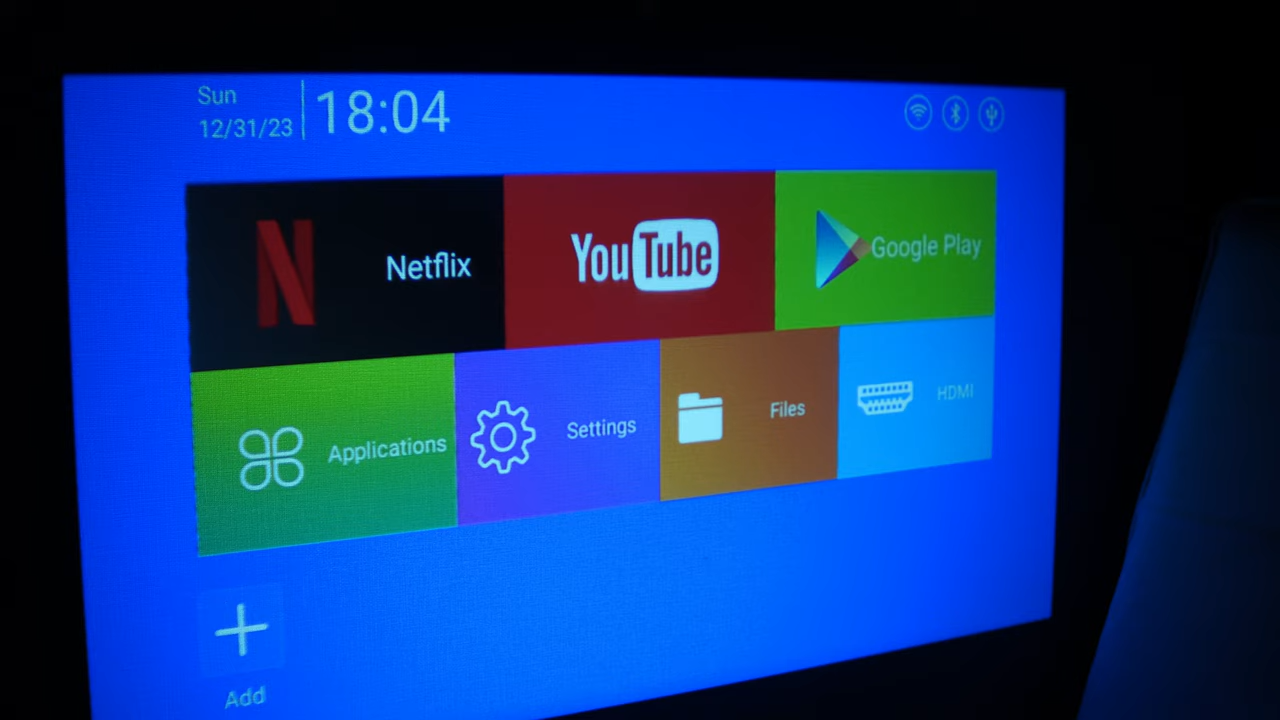 Sun
12/31/23
18:04
Netflix
YouTube
Google Play
Applications
Settings
Files
HDMI
Add